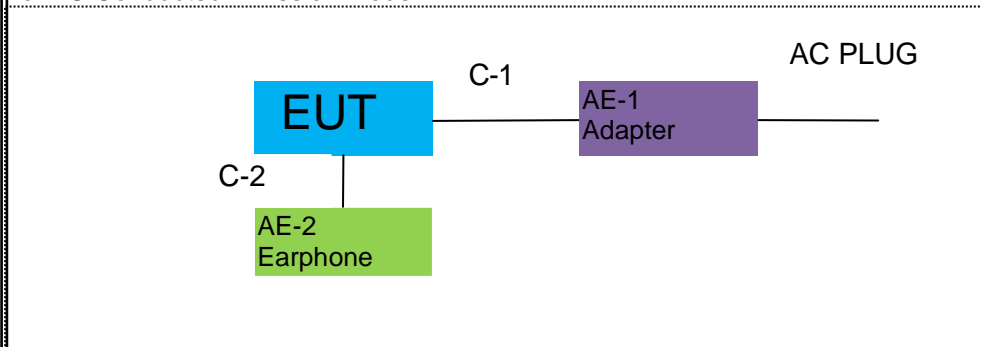 AC PLUG
C-1
EUT
AE-1
Adapter
C-2
AE-2
Earphone